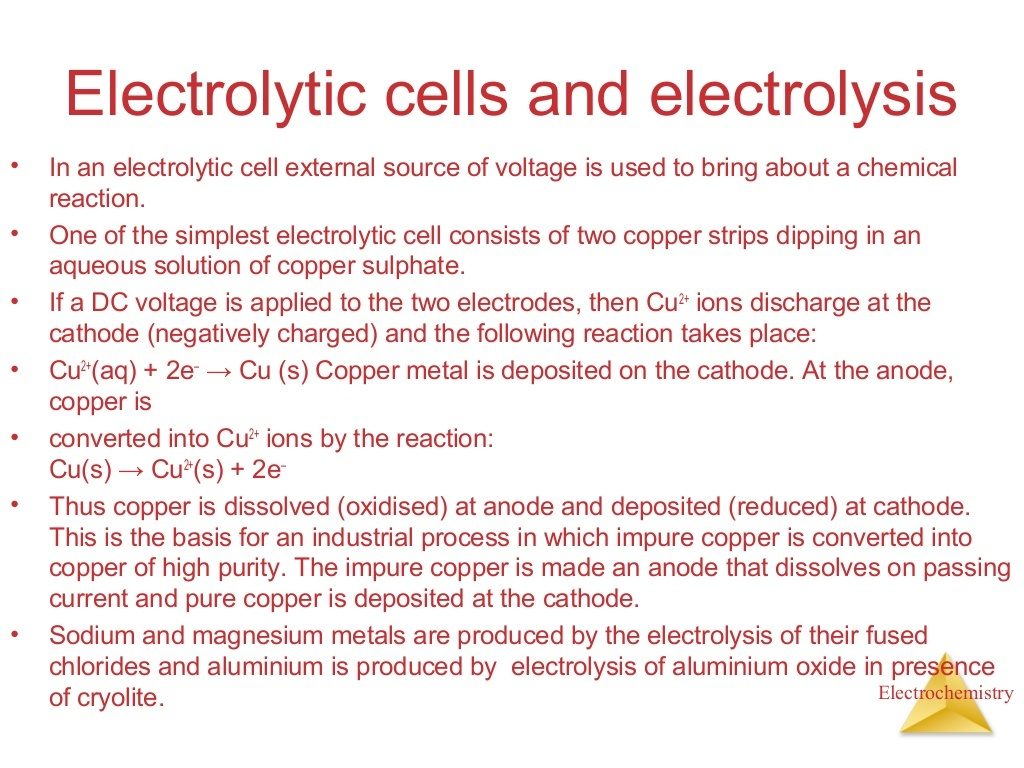 Electrolytic cells and electrolysis
• In an electrolytic cell external source of voltage is used to bring about a chemical
reaction.
• One of the simplest electrolytic cell consists of two copper strips dipping in an
aqueous solution of copper sulphate.
• If a DC voltage is applied to the two electrodes, then Cu²⁺ ions discharge at the
cathode (negatively charged) and the following reaction takes place:
• Cu²⁺(aq) + 2e⁻ → Cu (s) Copper metal is deposited on the cathode. At the anode,
copper is
• converted into Cu²⁺ ions by the reaction:
Cu(s) → Cu²⁺(s) + 2e⁻
• Thus copper is dissolved (oxidised) at anode and deposited (reduced) at cathode.
This is the basis for an industrial process in which impure copper is converted into
copper of high purity. The impure copper is made an anode that dissolves on passing
current and pure copper is deposited at the cathode.
• Sodium and magnesium metals are produced by the electrolysis of their fused
chlorides and aluminium is produced by  electrolysis of aluminium oxide in presence
of cryolite.
Electrochemistry